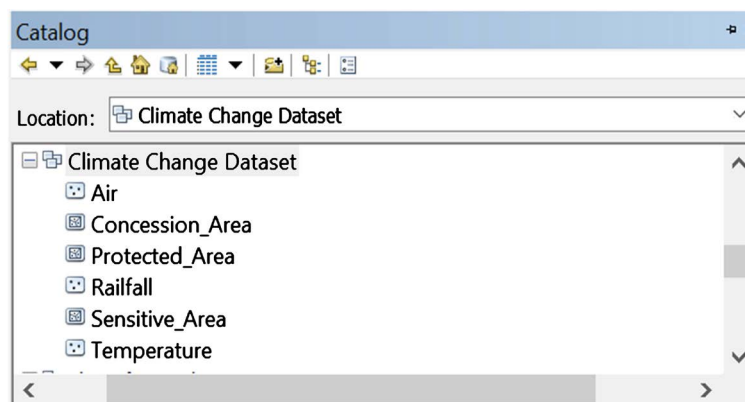 Catalog
Location: Climate Change Dataset
Climate Change Dataset
Air
Concession_Area
Protected_Area
Railfall
Sensitive_Area
Temperature